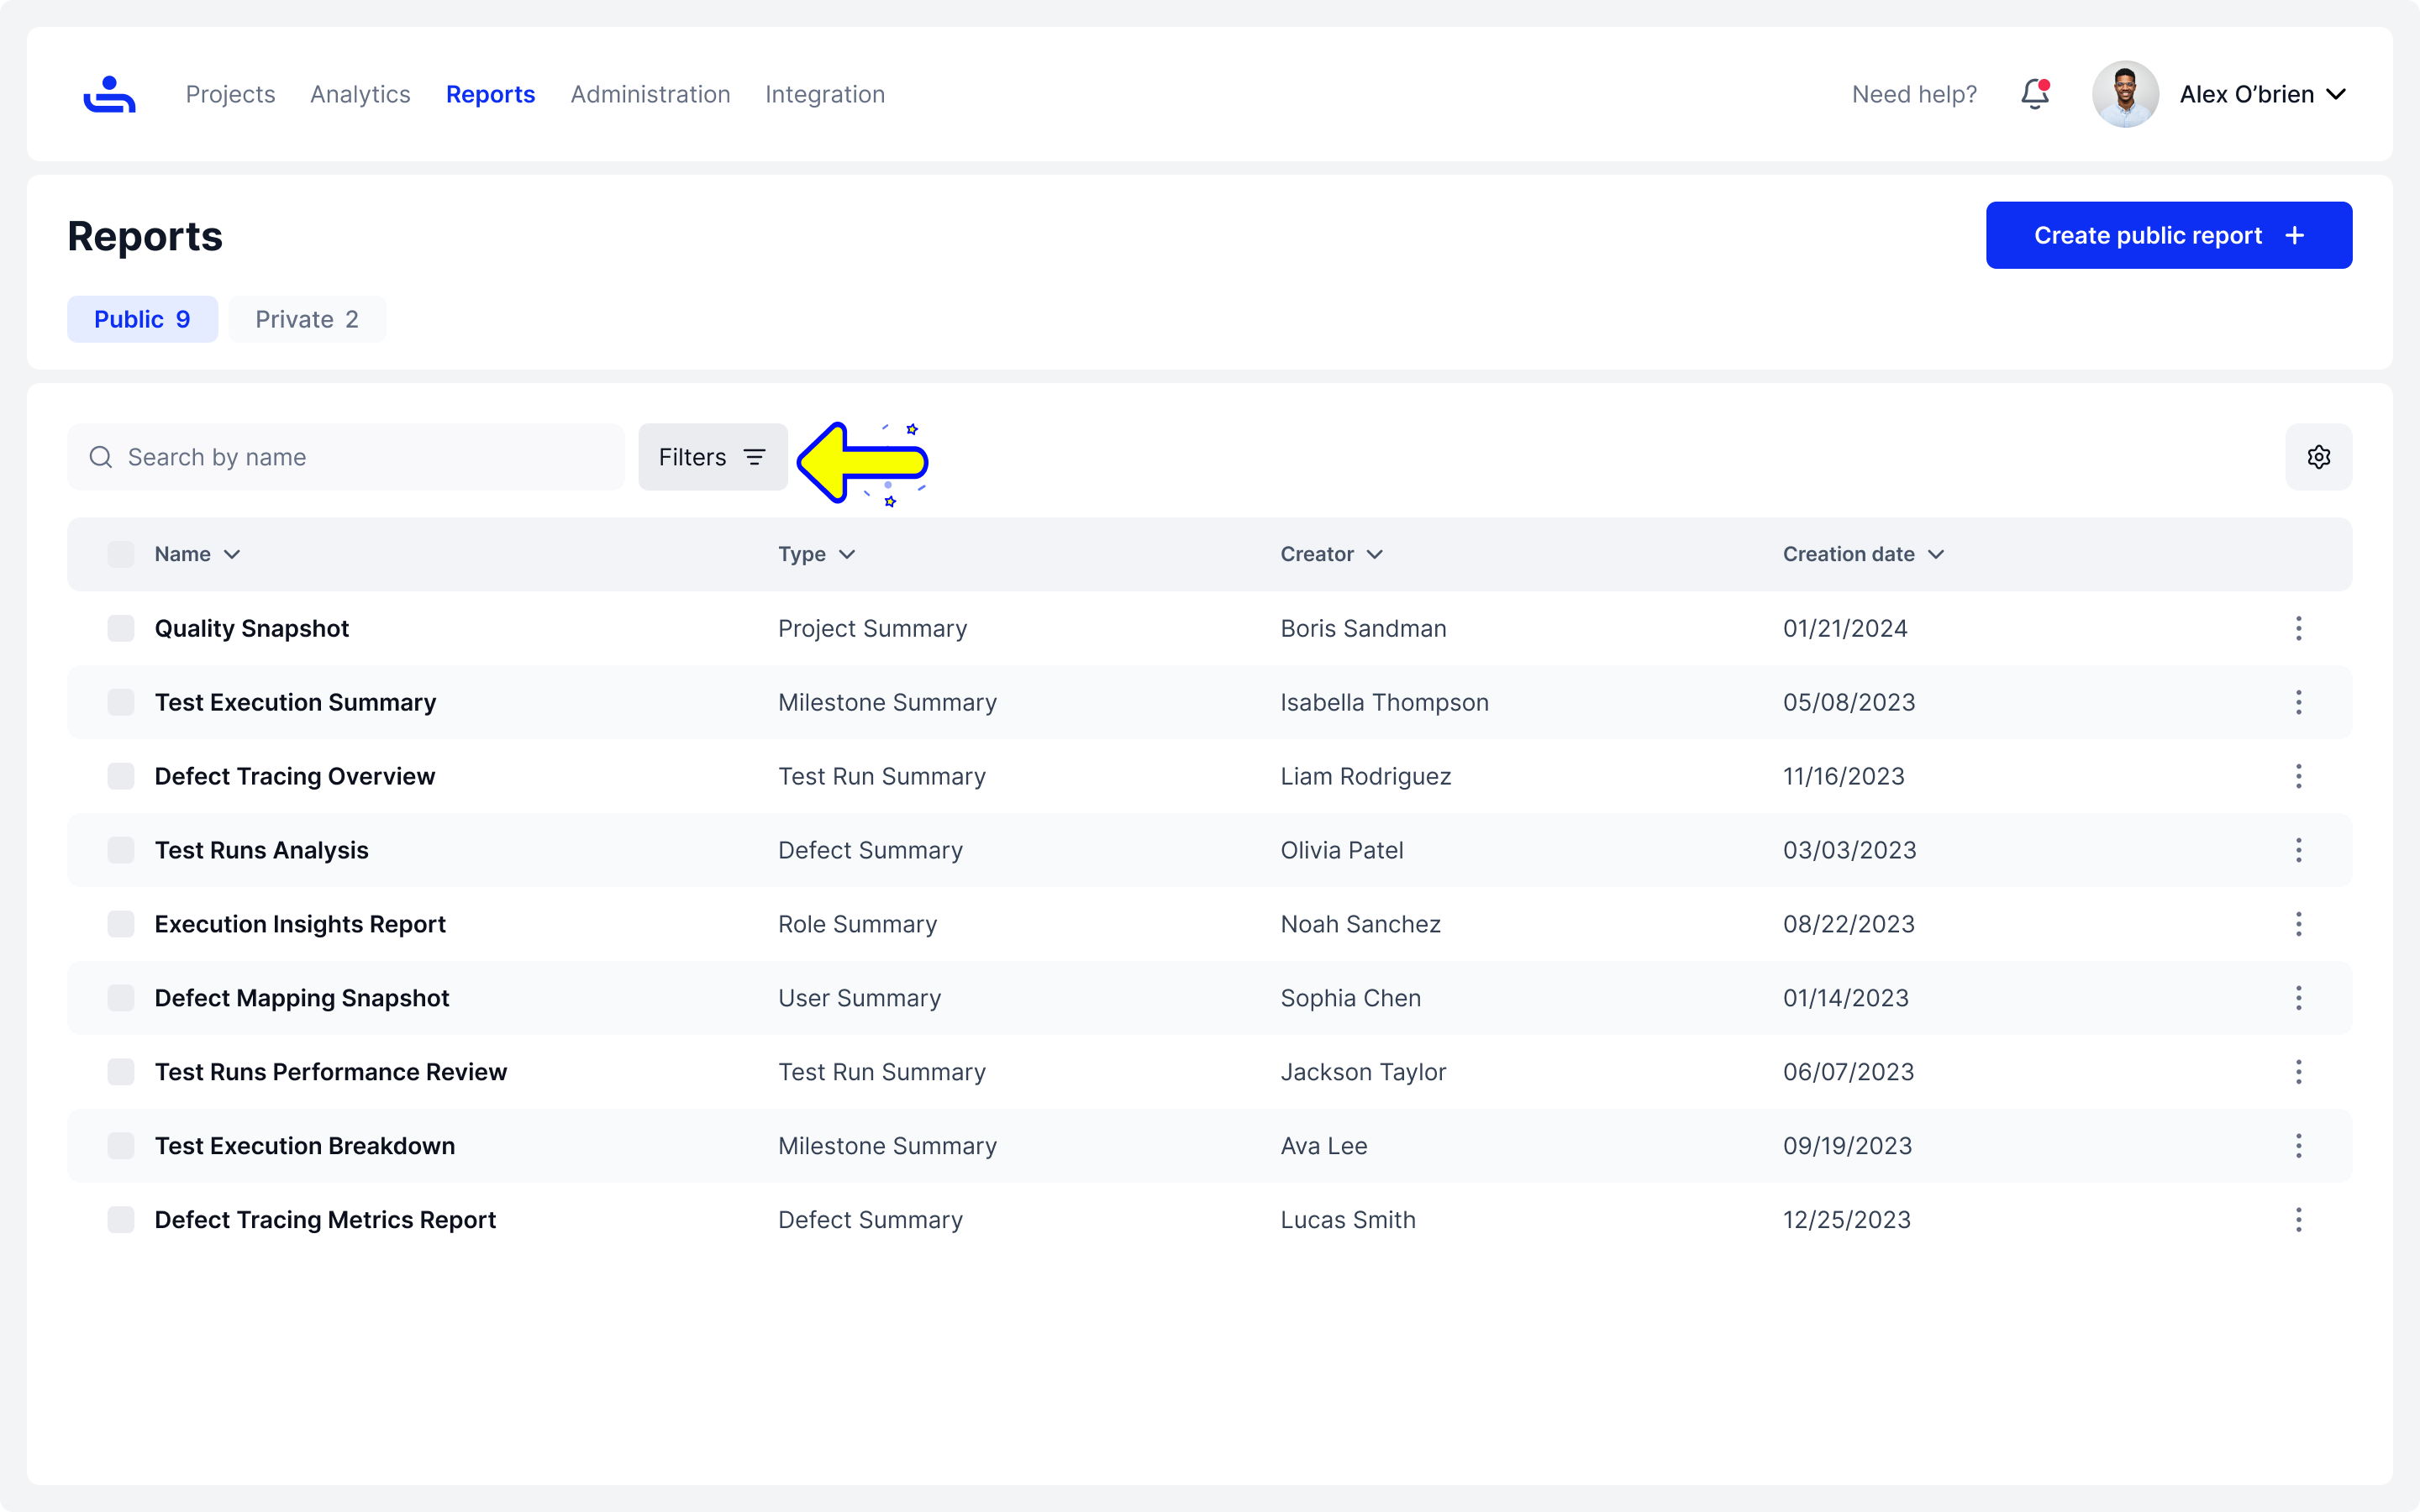 Projects Analytics Reports Administration Integration Need help? Alex O’brien
Reports Create public report
Public 9 Private 2
Search by name Filters
Name Type Creator Creation date
Quality Snapshot Project Summary Boris Sandman 01/21/2024
Test Execution Summary Milestone Summary Isabella Thompson 05/08/2023
Defect Tracing Overview Test Run Summary Liam Rodriguez 11/16/2023
Test Runs Analysis Defect Summary Olivia Patel 03/03/2023
Execution Insights Report Role Summary Noah Sanchez 08/22/2023
Defect Mapping Snapshot User Summary Sophia Chen 01/14/2023
Test Runs Performance Review Test Run Summary Jackson Taylor 06/07/2023
Test Execution Breakdown Milestone Summary Ava Lee 09/19/2023
Defect Tracing Metrics Report Defect Summary Lucas Smith 12/25/2023